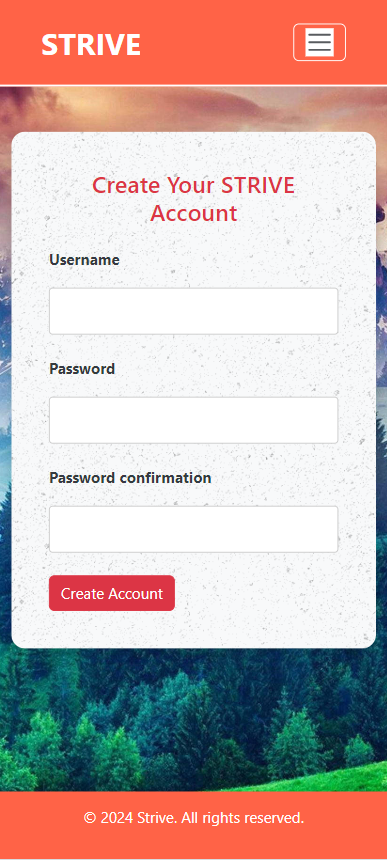 STRIVE
Create Your STRIVE
Account
Username
Password
Password confirmation
Create Account
© 2024 Strive. All rights reserved.